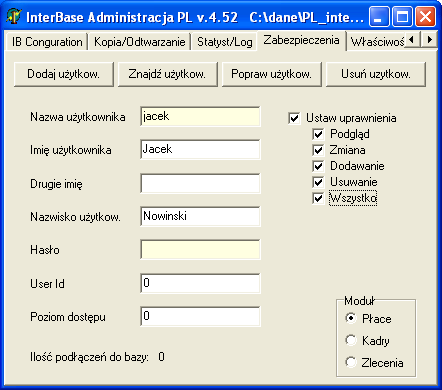 InterBase Administracja PL v.4.52 C:\dane\PL_inte...
IB Conguration Kopia/Odtwarzanie Statyst/Log Zabezpieczenia Właściwoś
Dodaj użytkow. Znajdź użytkow. Popraw użytkow. Usuń uzytkow.
Nazwa użytkownika jacek
Imię użytkownika Jacek
Drugie imię
Nazwisko użytkow. Nowinski
Hasło
User Id 0
Poziom dostępu 0
Ilość podłączeń do bazy: 0
Ustaw uprawnienia
Podgląd
Zmiana
Dodawanie
Usuwanie
Wszystko
Moduł
Płace
Kadry
Zlecenia